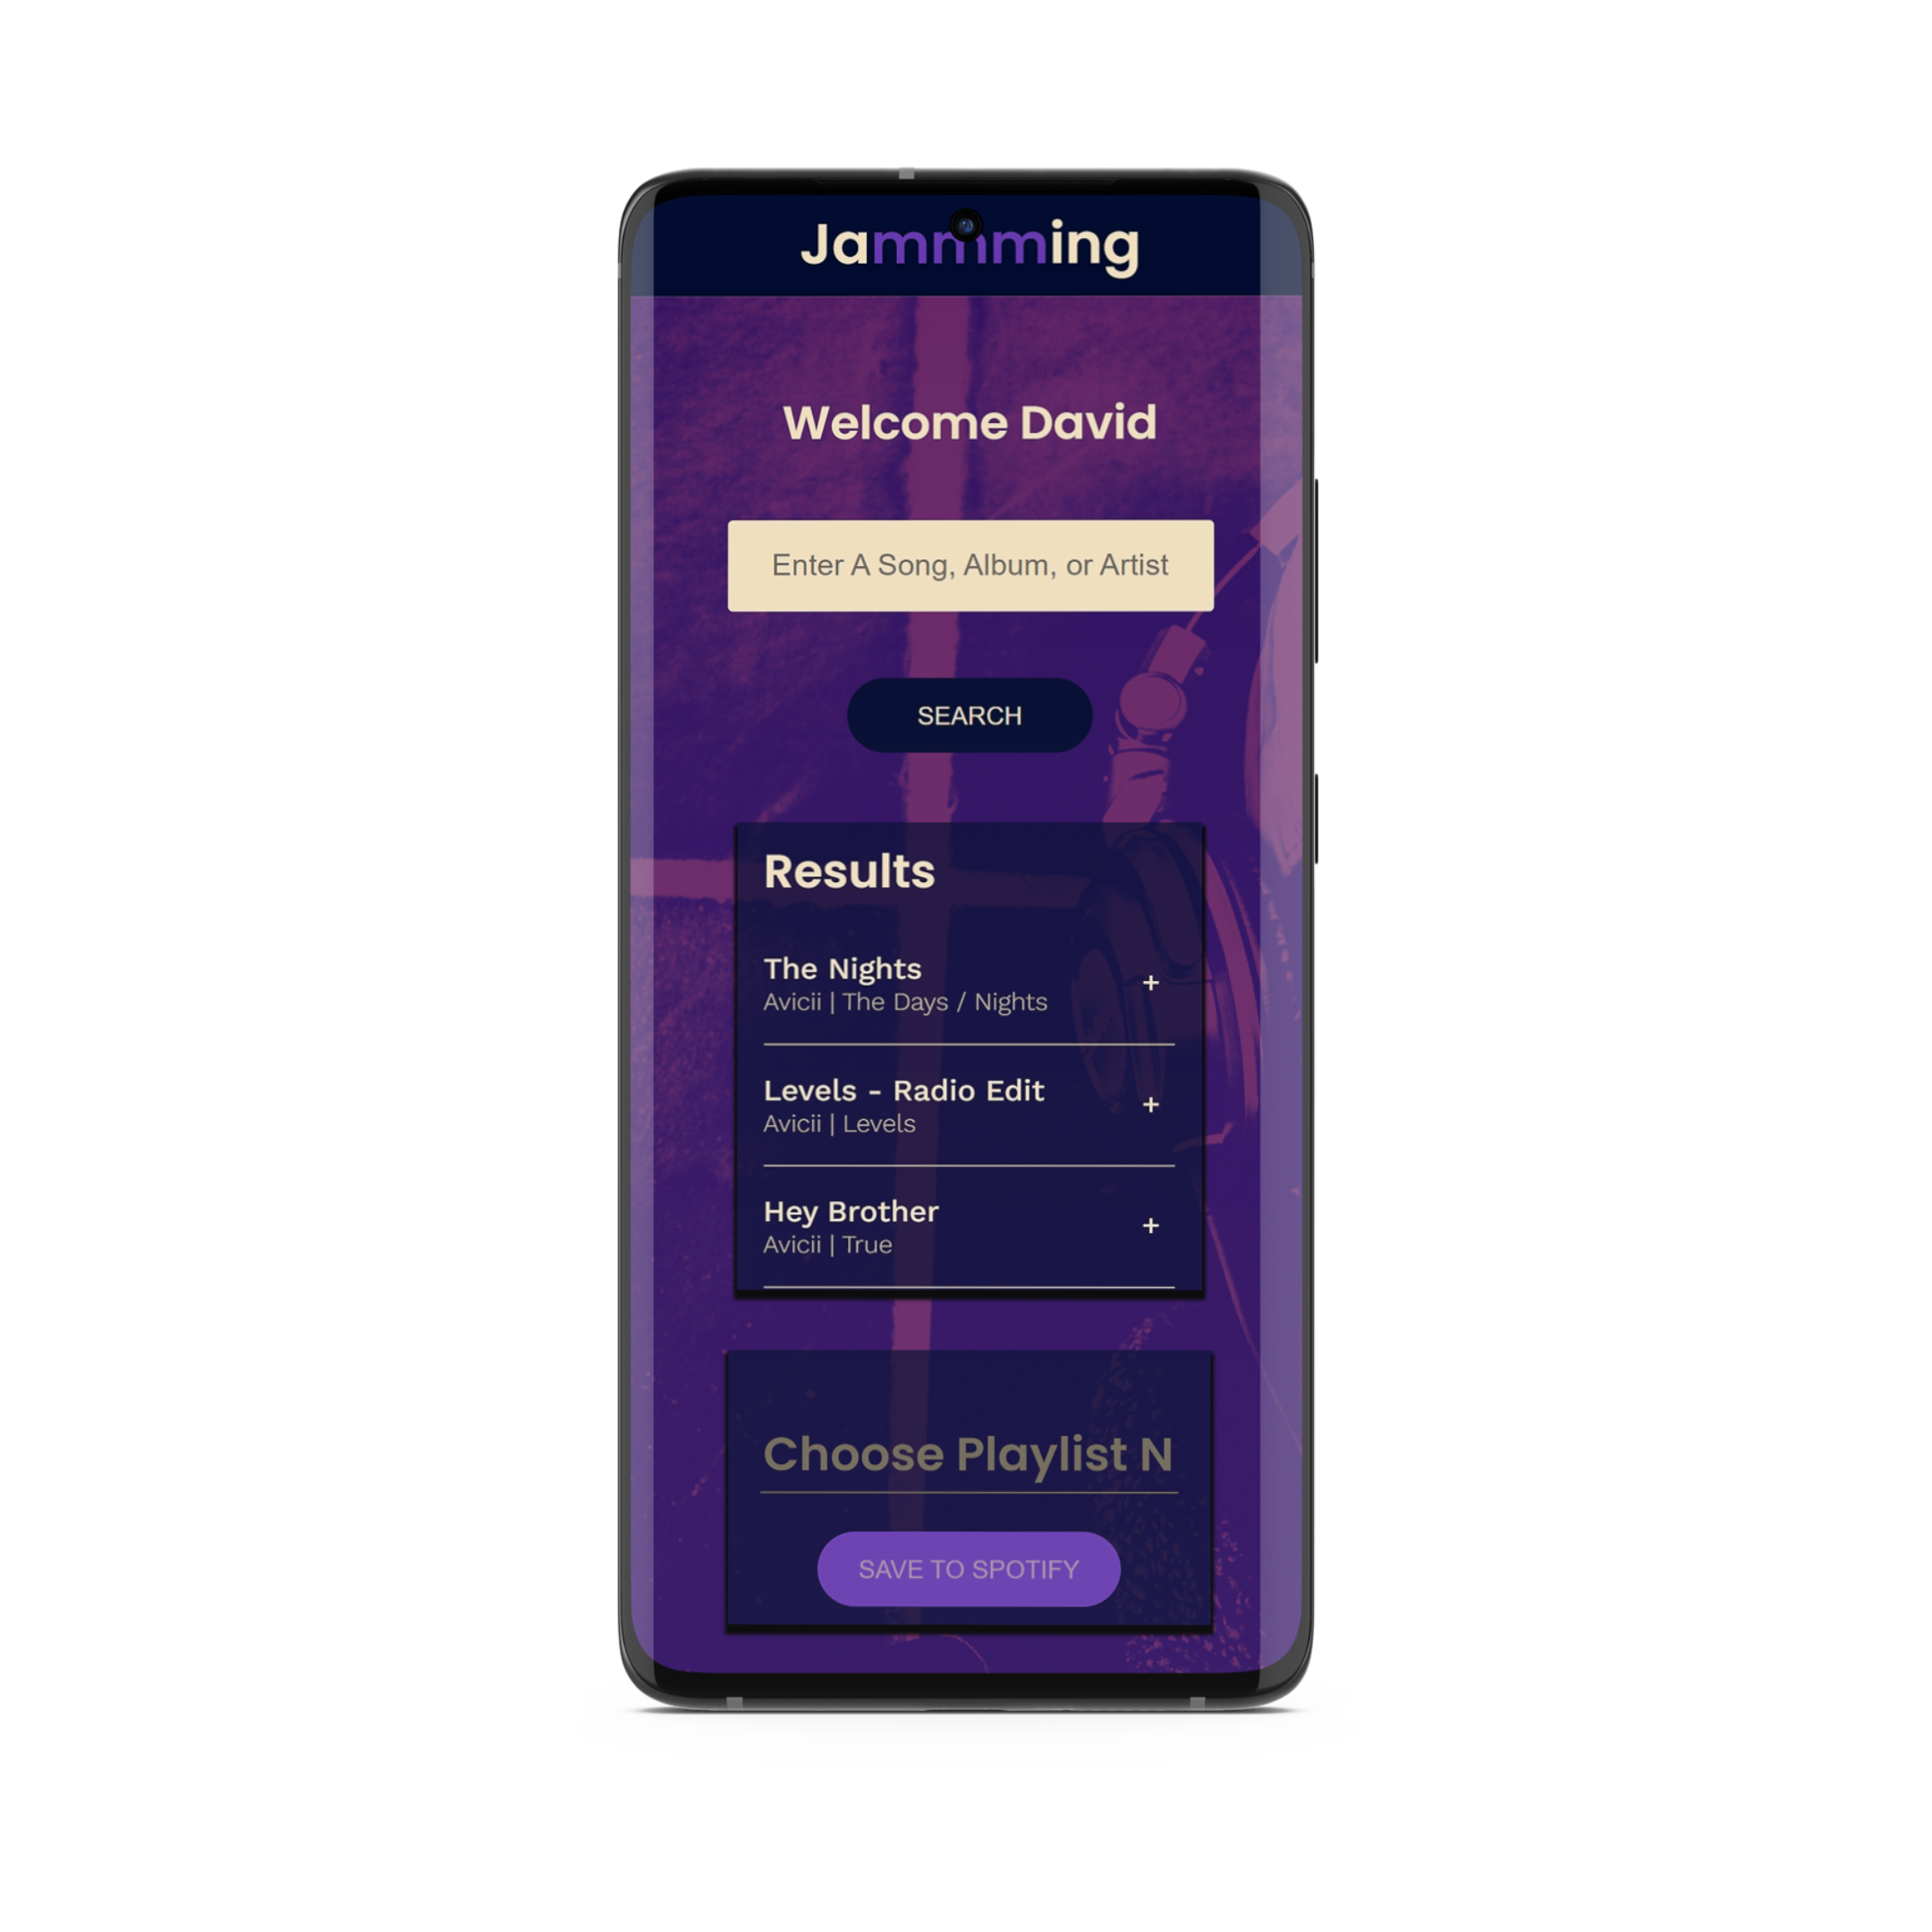 Jammming
Welcome David
Enter A Song, Album, or Artist
SEARCH
Results
The Nights
Avicii | The Days / Nights
+
Levels - Radio Edit
Avicii | Levels
+
Hey Brother
Avicii | True
+
Choose Playlist N
SAVE TO SPOTIFY